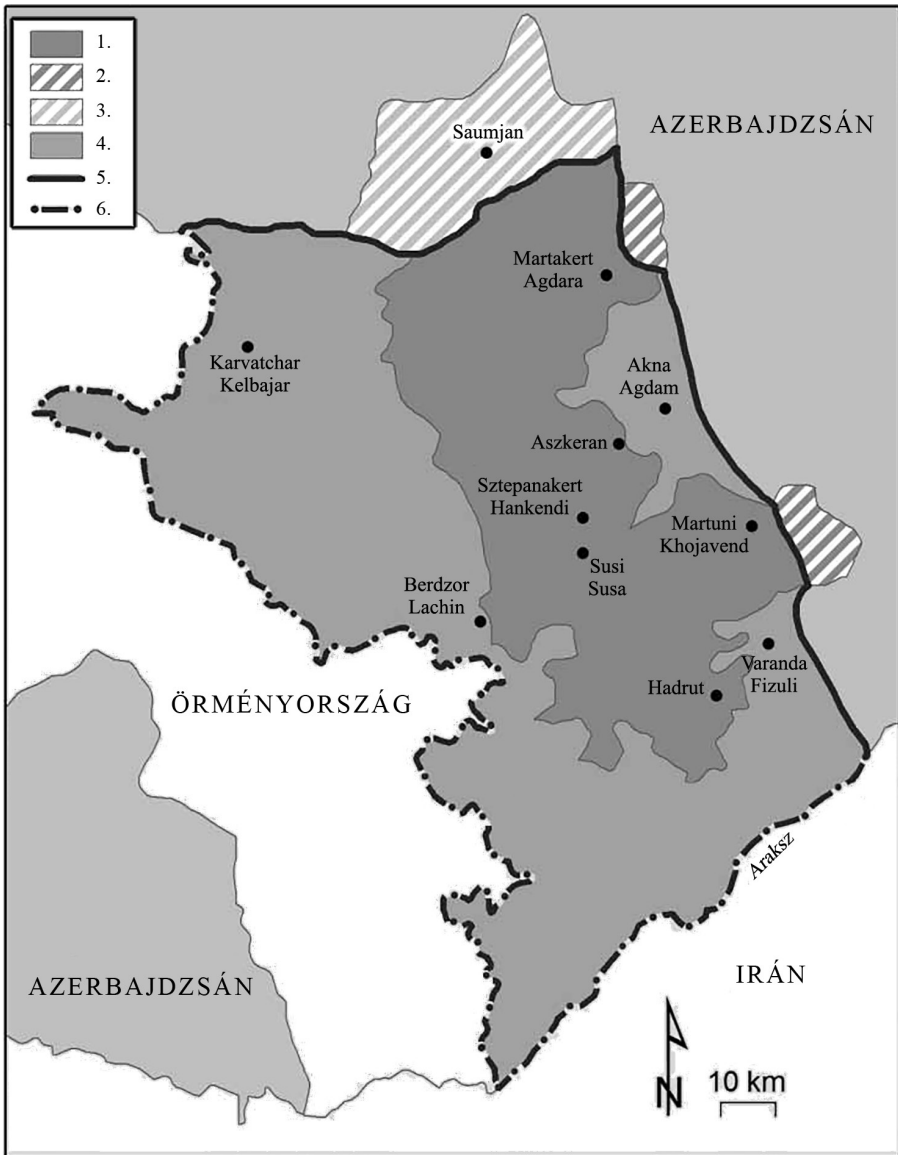 1.
2.
3.
4.
5.
6.
AZERBAJDZSÁN
Saumjan
Martakert
Agdara
Karvatchar
Kelbajar
Akna
Agdam
Aszkeran
Sztepanakert
Hankendi
Martuni
Khojavend
Susi
Susa
Berdzor
Lachin
Varanda
Fizuli
Hadrut
ÖRMÉNYORSZÁG
Araksz
AZERBAJDZSÁN
IRÁN
N
10 km